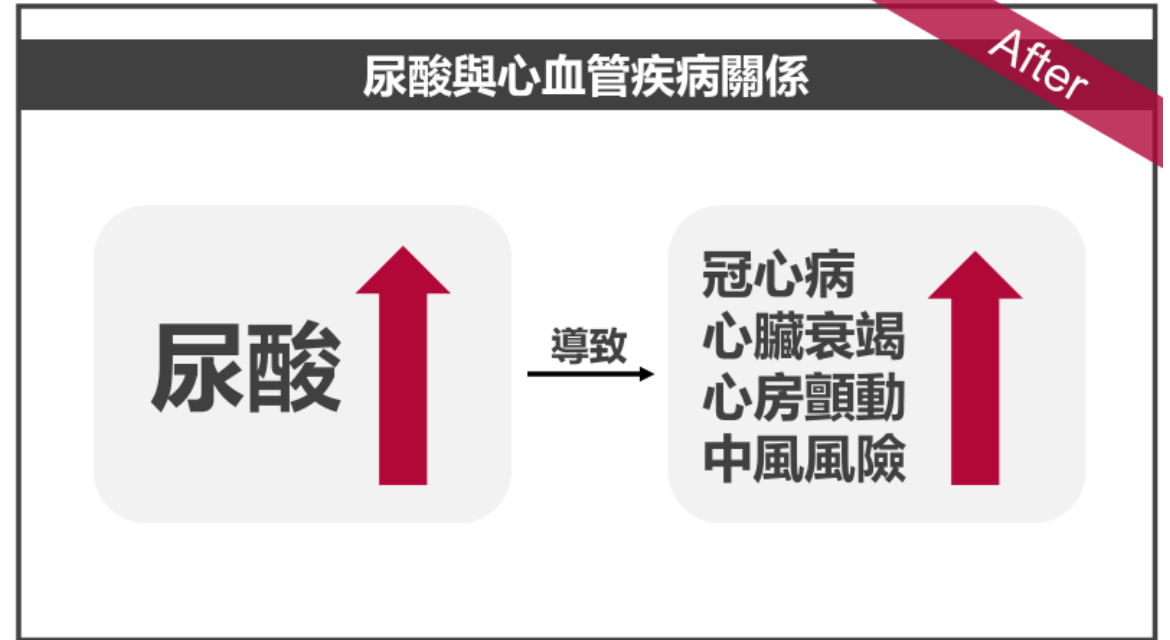 尿酸與心血管疾病關係
After
尿酸
導致
冠心病
心臟衰竭
心房顫動
中風風險